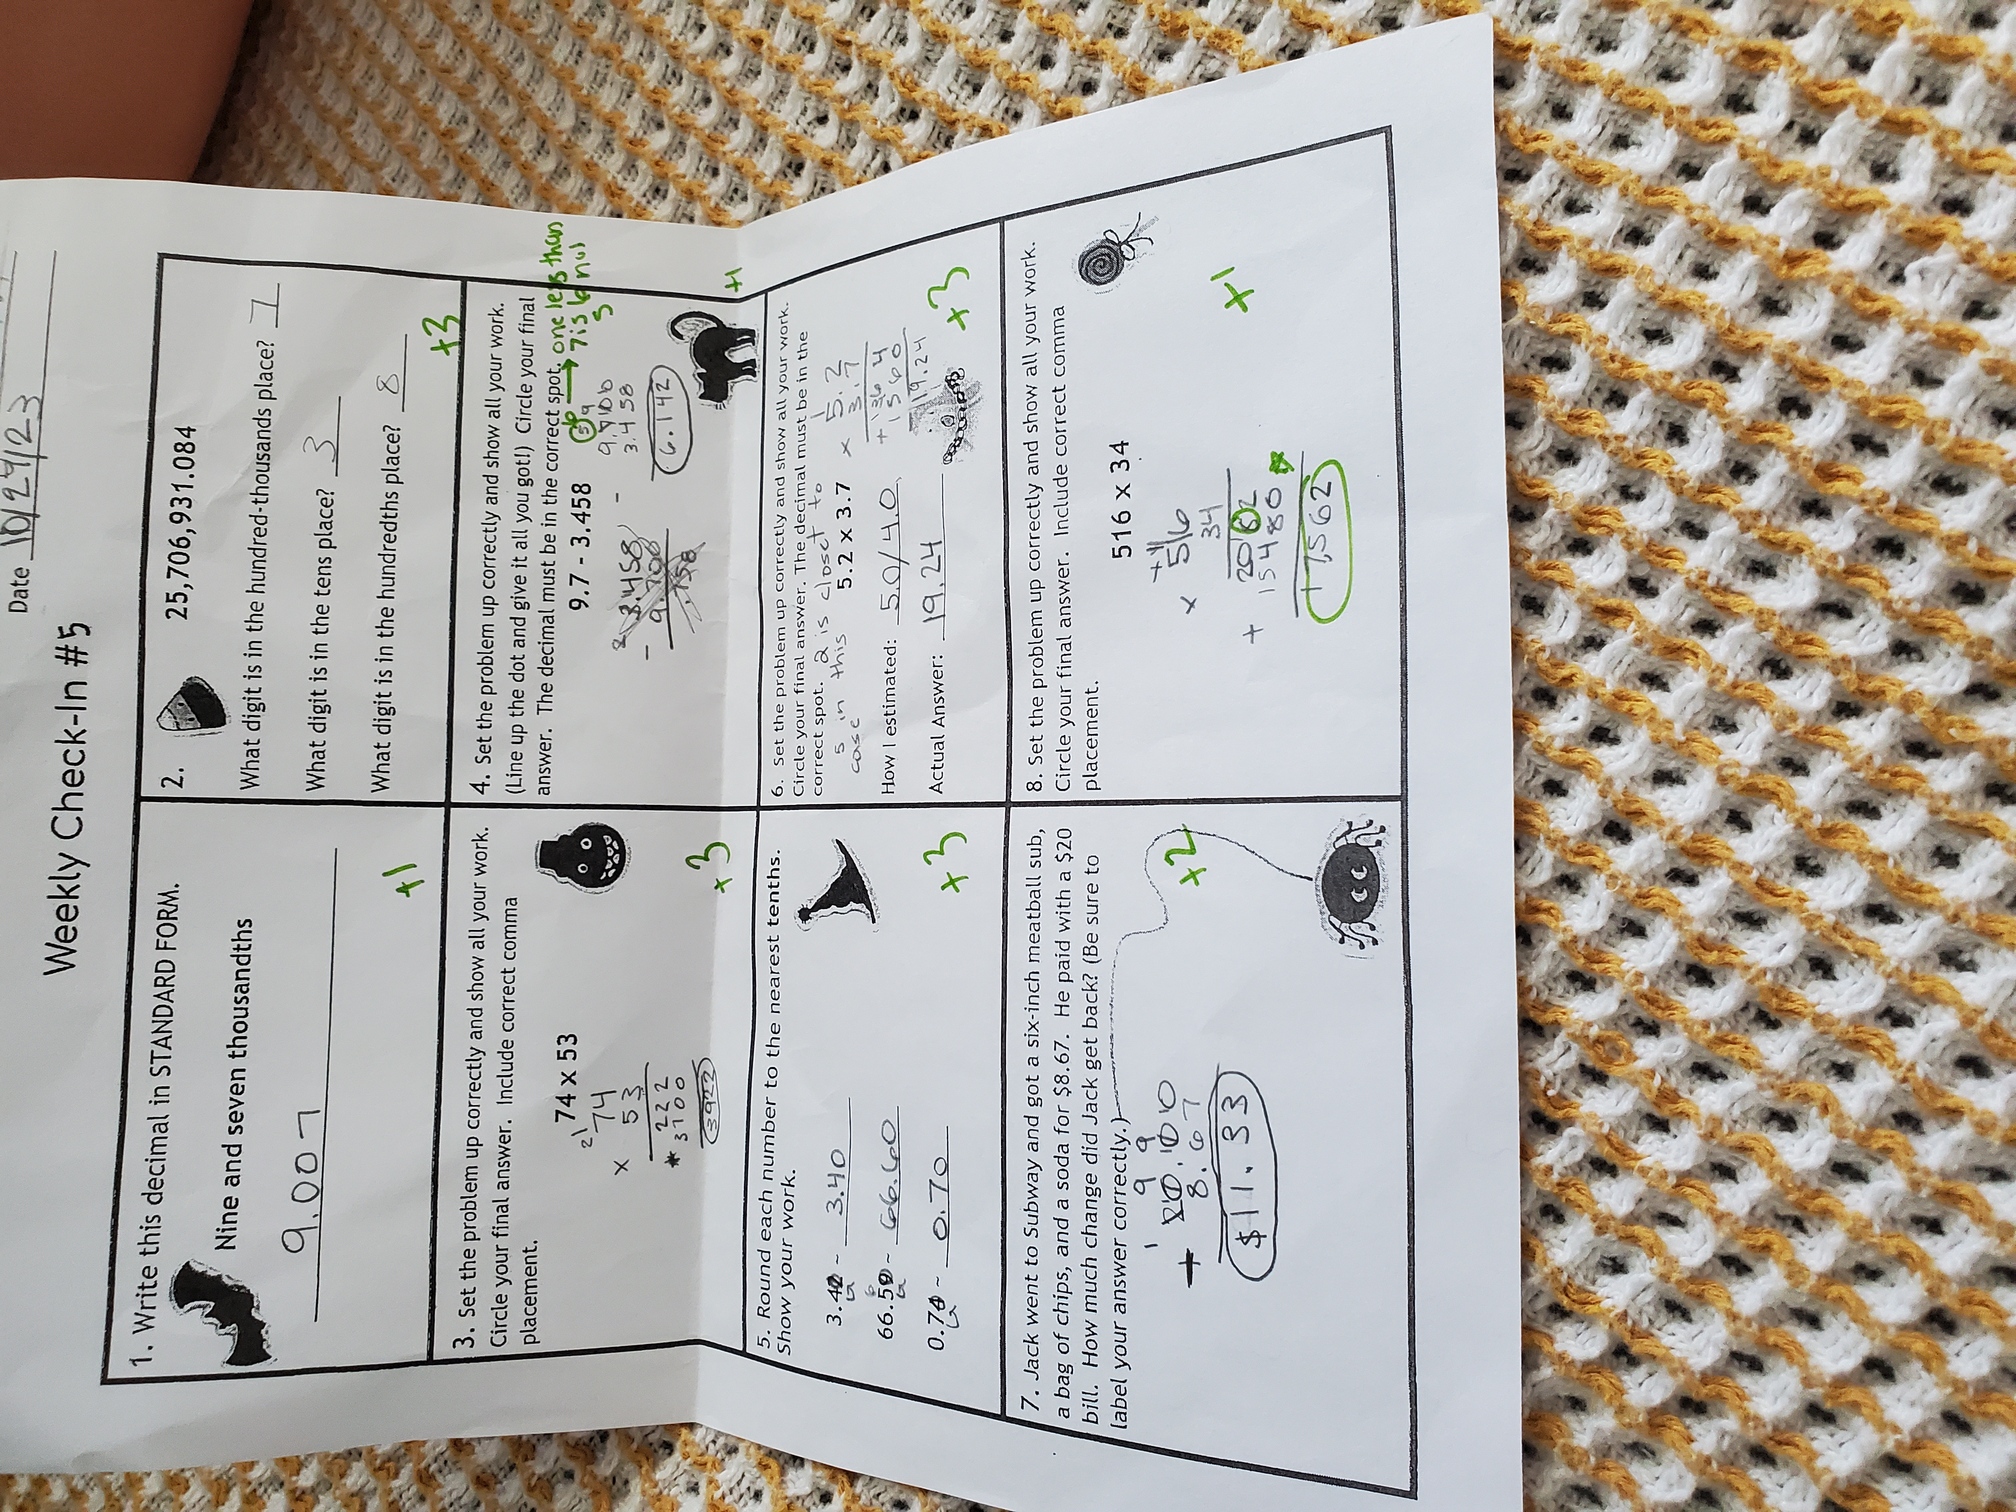 Date 10/24/23
Weekly Check-In #5
1. Write this decimal in STANDARD FORM.
Nine and seven thousandths
9.007
+1
2. 25,706,931.084
What digit is in the hundred-thousands place? 7
What digit is in the tens place? 3
What digit is in the hundredths place? 8
+3
3. Set the problem up correctly and show all your work.
Circle your final answer. Include correct comma
placement.
74 x 53
21
74
x 53
222
3700
3922
+3
4. Set the problem up correctly and show all your work.
(Line up the dot and give it all you got!) Circle your final
answer. The decimal must be in the correct spot.
one less than
7 is 6 not
5
9.7 - 3.458
3.458
- 9.700
.758
5 9
- 9.7100
3.458
6.142
+1
5. Round each number to the nearest tenths.
Show your work.
3.42 ~ 3.40
66.59 ~ 66.60
0.74 ~ 0.70
+3
6. Set the problem up correctly and show all your work.
Circle your final answer. The decimal must be in the
correct spot. 2 is closet to
5 in this
case
5.2 x 3.7
1
5.2
x 3.7
+ 364
1560
19.24
How I estimated: 5.0/4.0
Actual Answer: 19.24
+3
7. Jack went to Subway and got a six-inch meatball sub,
a bag of chips, and a soda for $8.67. He paid with a $20
bill. How much change did Jack get back? (Be sure to
label your answer correctly.)
1 9 9
20.100
8.67
$11.33
+2
8. Set the problem up correctly and show all your work.
Circle your final answer. Include correct comma
placement.
516 x 34
516
x 34
2082
+ 15480
17,562
+1